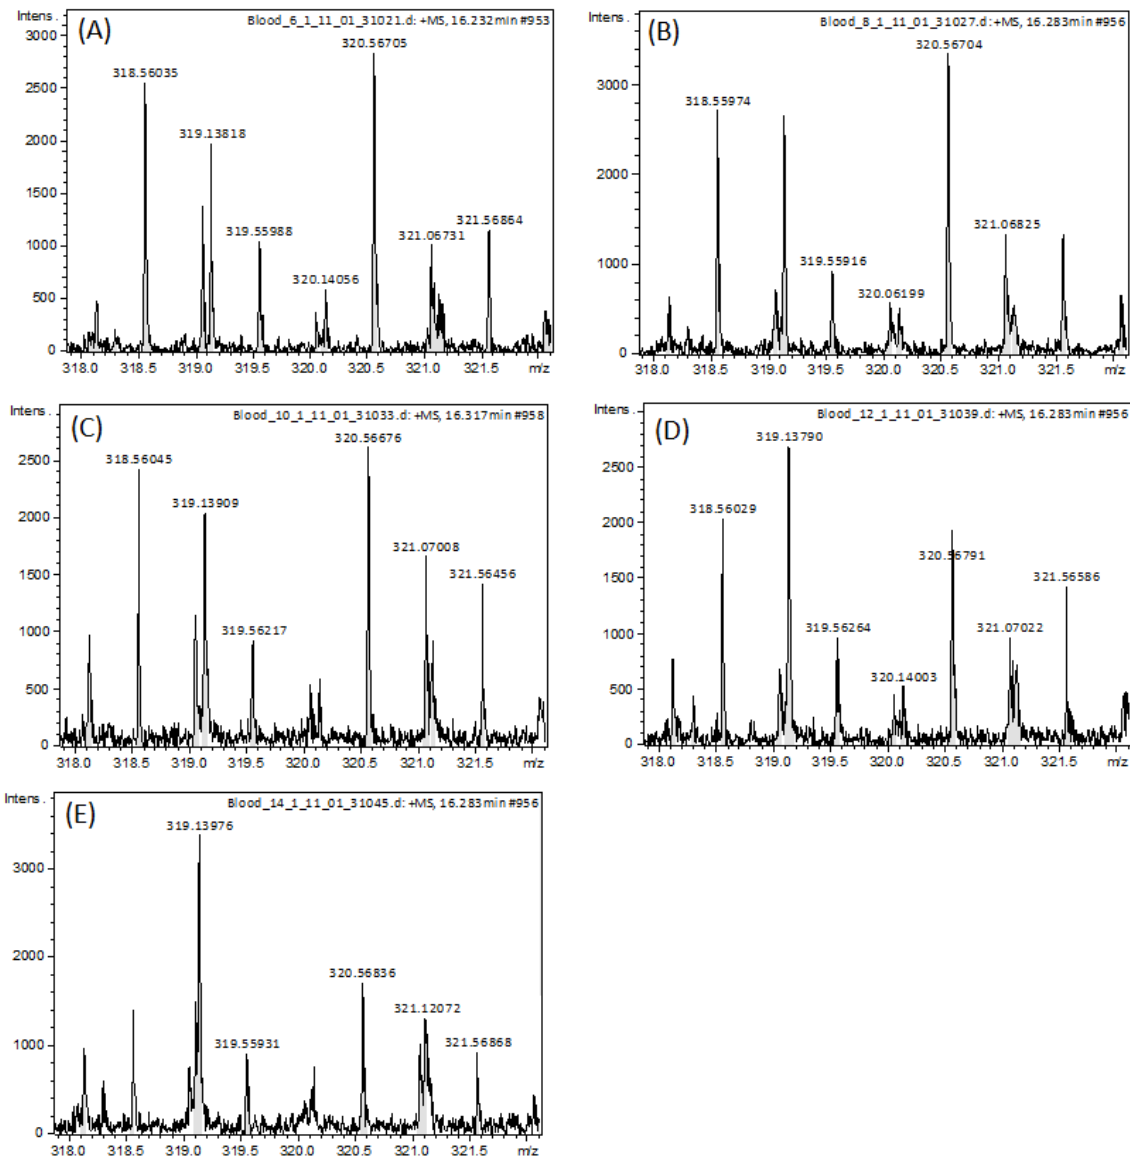 (A)
Intens.
Blood_6_1_11_01_31021.d: +MS, 16.232min #953
3000
2500
2000
1500
1000
500
0
318.56035
319.13818
319.55988
320.14056
320.56705
321.06731
321.56864
318.0 318.5 319.0 319.5 320.0 320.5 321.0 321.5 m/z
(B)
Intens.
Blood_8_1_11_01_31027.d: +MS, 16.283min #956
3000
2000
1000
0
318.55974
319.55916
320.06199
320.56704
321.06825
318.0 318.5 319.0 319.5 320.0 320.5 321.0 321.5 m/z
(C)
Intens.
Blood_10_1_11_01_31033.d: +MS, 16.317min #958
2500
2000
1500
1000
500
0
318.56045
319.13909
319.56217
320.56676
321.07008
321.56456
318.0 318.5 319.0 319.5 320.0 320.5 321.0 321.5 m/z
(D)
Intens.
Blood_12_1_11_01_31039.d: +MS, 16.283min #956
2500
2000
1500
1000
500
0
318.56029
319.13790
319.56264
320.14003
320.56791
321.07022
321.56586
318.0 318.5 319.0 319.5 320.0 320.5 321.0 321.5 m/z
(E)
Intens.
Blood_14_1_11_01_31045.d: +MS, 16.283min #956
3000
2000
1000
0
319.13976
319.55931
320.56836
321.12072
321.56868
318.0 318.5 319.0 319.5 320.0 320.5 321.0 321.5 m/z